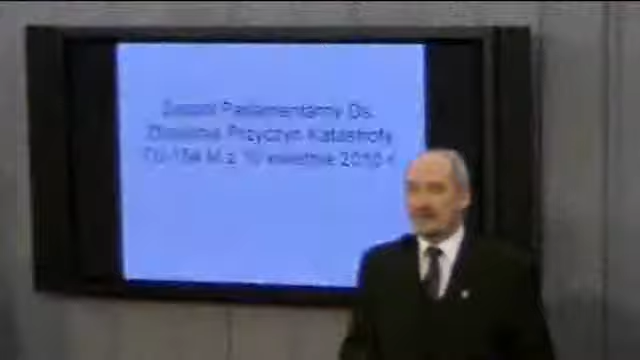 Zespół Parlamentarny Ds.
Zbadania Przyczyn Katastrofy
TU-154 M z 10 kwietnia 2010 r.